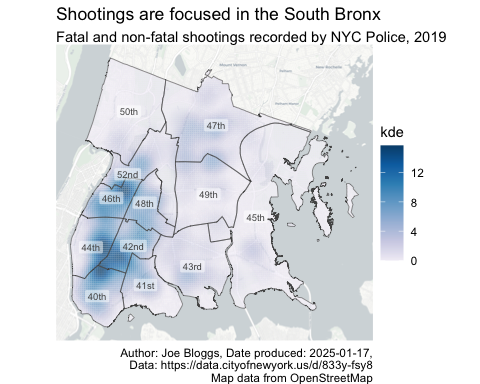 Shootings are focused in the South Bronx
Fatal and non-fatal shootings recorded by NYC Police, 2019
50th
47th
52nd
46th
48th
49th
45th
44th
42nd
43rd
41st
40th
kde
12
8
4
0
Author: Joe Bloggs, Date produced: 2025-01-17,
Data: https://data.cityofnewyork.us/d/833y-fsy8
Map data from OpenStreetMap